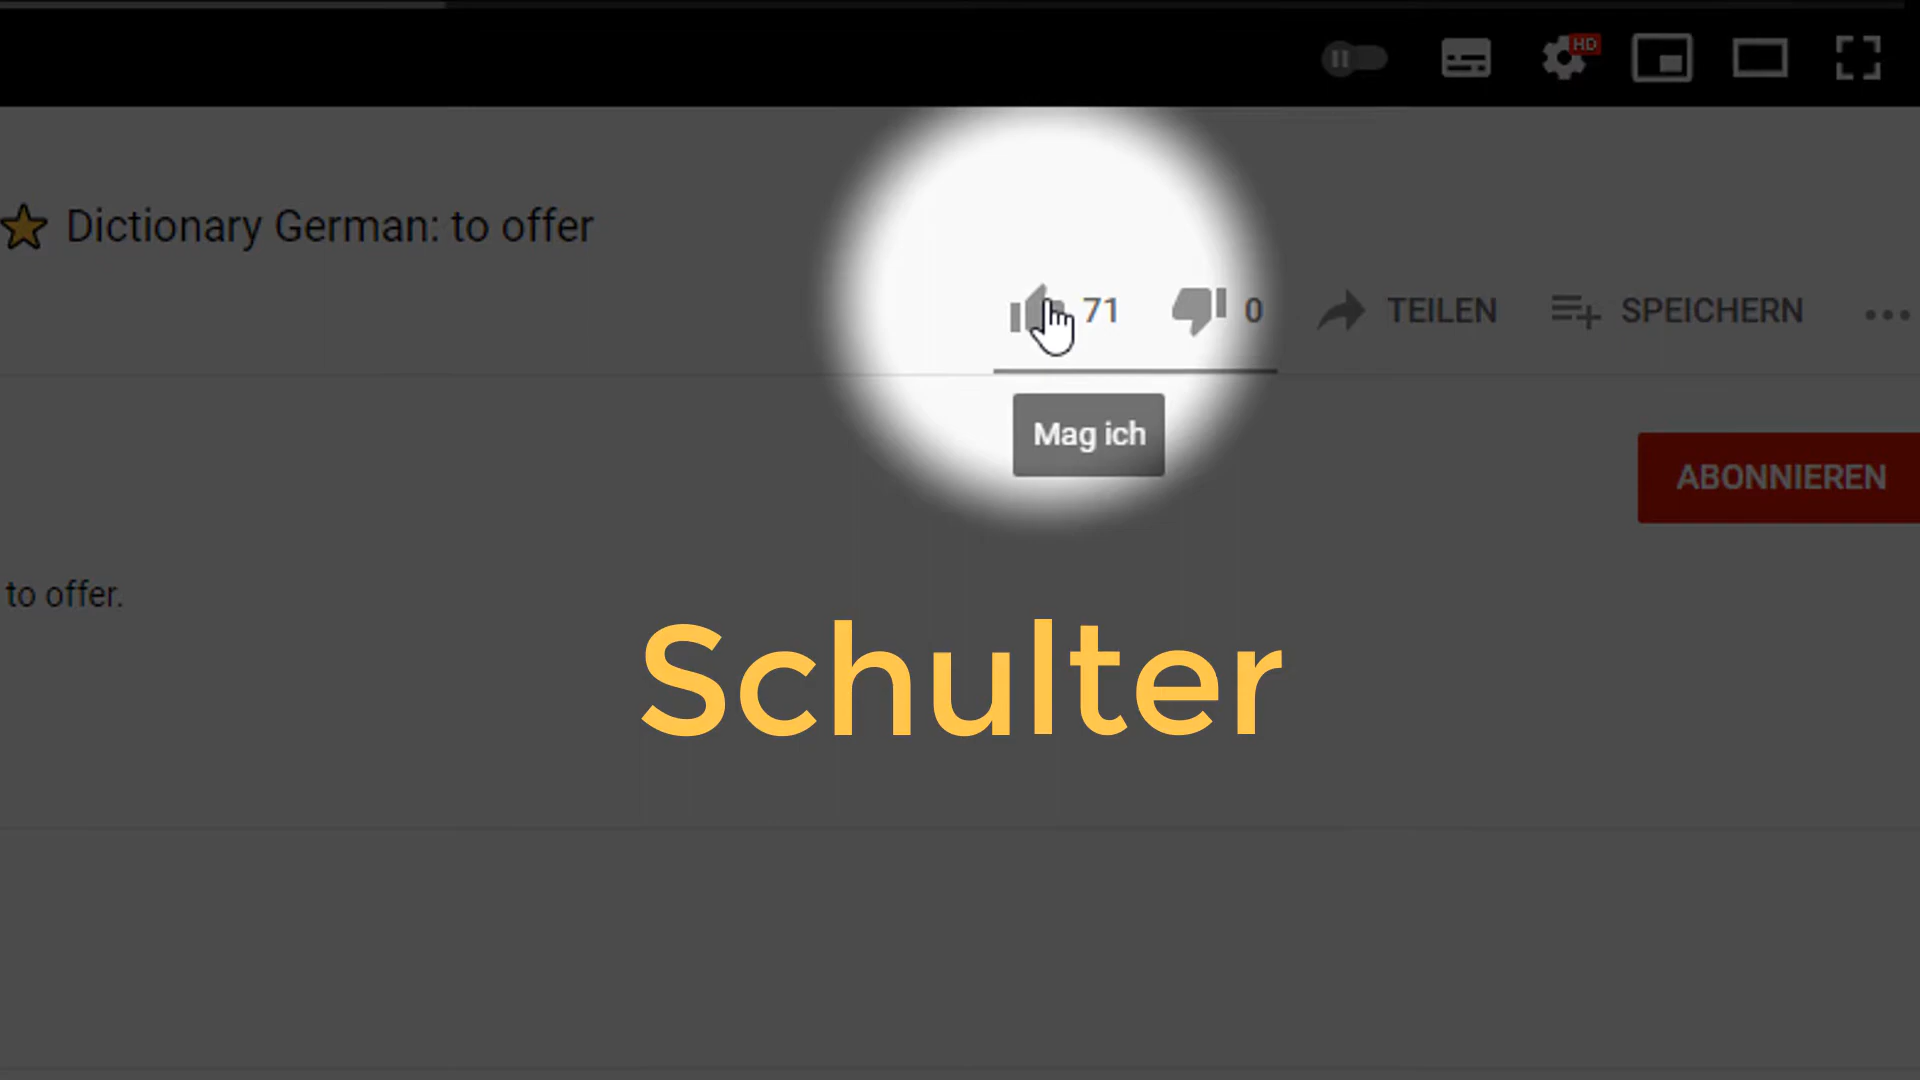 HD
Dictionary German: to offer
71 0 TEILEN SPEICHERN
Mag ich
ABONNIEREN
to offer.
Schulter